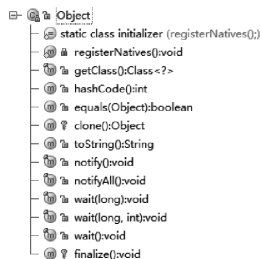 Object
static class initializer (registerNatives();)
registerNatives():void
getClass():Class<?>
hashCode():int
equals(Object):boolean
clone():Object
toString():String
notify():void
notifyAll():void
wait(long):void
wait(long, int):void
wait():void
finalize():void